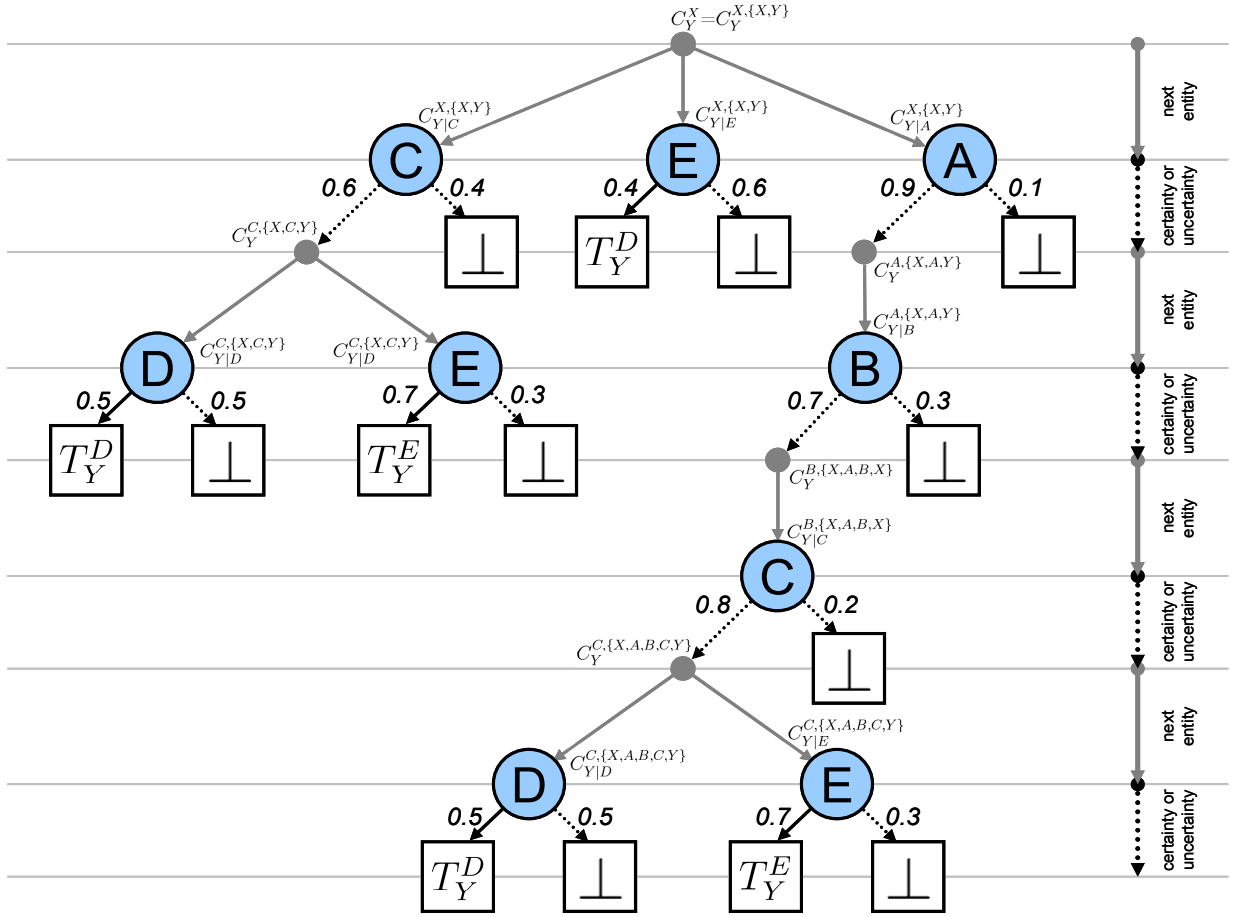 C_Y^X=C_Y^{X,{X,Y}}
C_{Y|C}^{X,{X,Y}}
C_{Y|E}^{X,{X,Y}}
C_{Y|A}^{X,{X,Y}}
next
entity
C
E
A
0.6
0.4
0.4
0.6
0.9
0.1
certainty or
uncertainty
C_Y^{C,{X,C,Y}}
⊥
T_Y^D
⊥
C_Y^{A,{X,A,Y}}
⊥
next
entity
C_{Y|B}^{A,{X,A,Y}}
C_{Y|D}^{C,{X,C,Y}}
C_{Y|D}^{C,{X,C,Y}}
D
E
B
0.5
0.5
0.7
0.3
0.7
0.3
certainty or
uncertainty
T_Y^D
⊥
T_Y^E
⊥
C_Y^{B,{X,A,B,X}}
⊥
next
entity
C_{Y|C}^{B,{X,A,B,X}}
C
0.8
0.2
certainty or
uncertainty
C_Y^{C,{X,A,B,C,Y}}
⊥
next
entity
C_{Y|E}^{C,{X,A,B,C,Y}}
C_{Y|D}^{C,{X,A,B,C,Y}}
D
E
0.5
0.5
0.7
0.3
certainty or
uncertainty
T_Y^D
⊥
T_Y^E
⊥